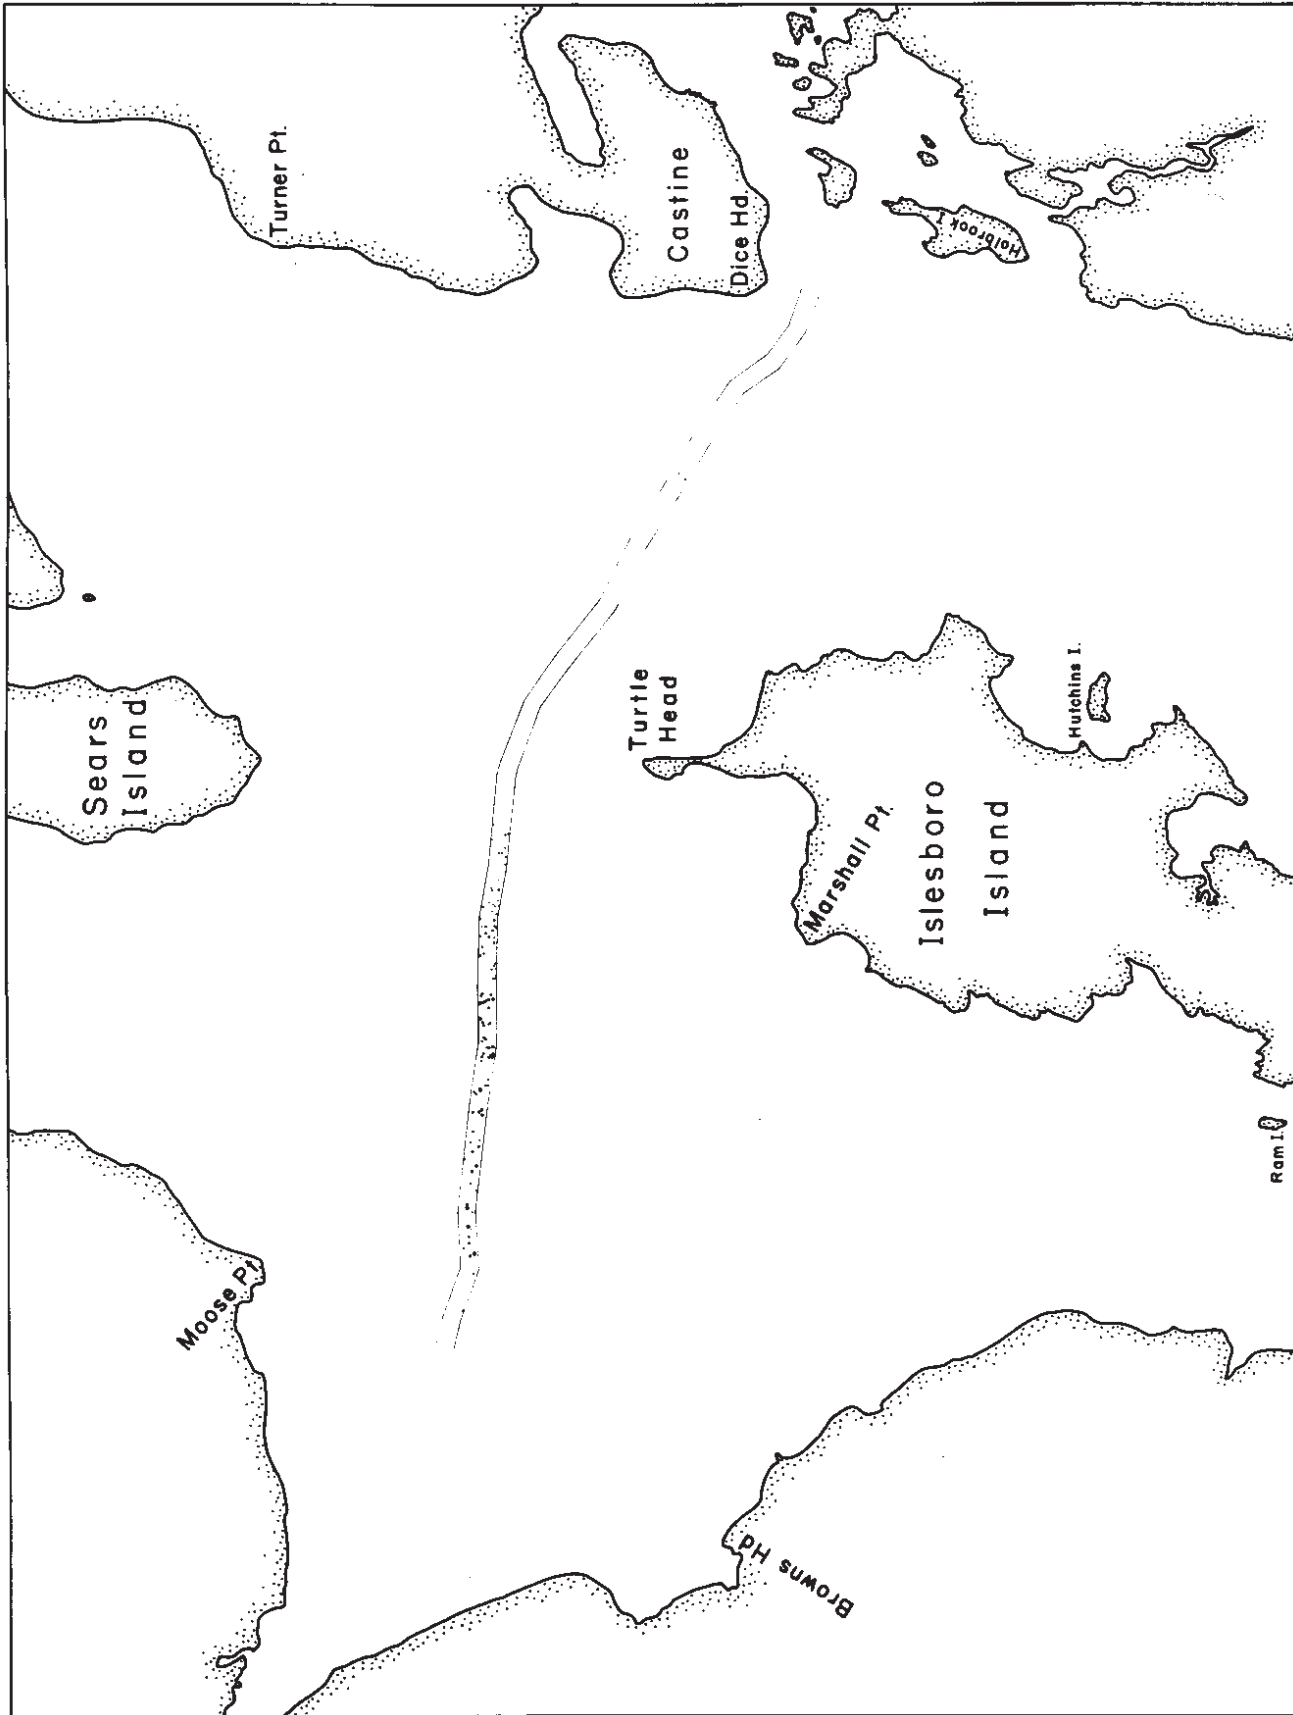 Turner Pt.
Castine
Dice Hd.
Holbrook I.
Sears
Island
Turtle
Head
Hutchins I.
Marshall Pt.
Islesboro
Island
Ram I.
Moose Pt.
Browns Hd